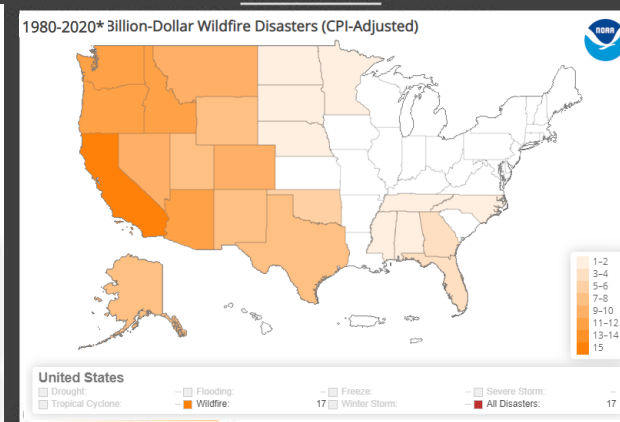 1980-2020* Billion-Dollar Wildfire Disasters (CPI-Adjusted)
NOAA
1-2
3-4
5-6
7-8
9-10
11-12
13-14
15
United States
Drought: – Flooding: – Freeze: – Severe Storm: –
Tropical Cyclone: – Wildfire: 17 Winter Storm: – All Disasters: 17